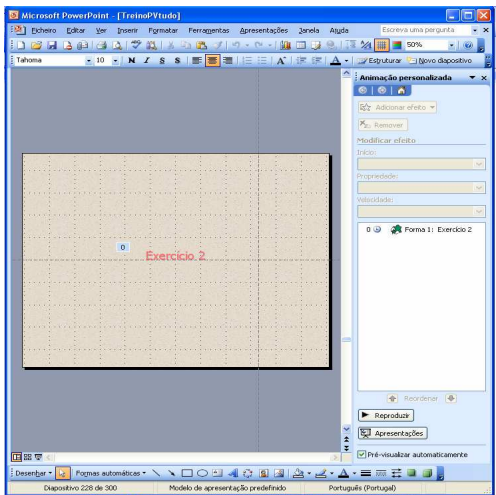 Microsoft PowerPoint - [TreinoPVtudo]
Ficheiro Editar Ver Inserir Formatar Ferramentas Apresentações Janela Ajuda Escreva uma pergunta
50%
Tahoma 10 N I S S Estruturar Novo diapositivo
Animação personalizada
Adicionar efeito
Remover
Modificar efeito
Início:
Propriedade:
Velocidade:
0 Forma 1: Exercício 2
0
Exercício 2
Reordenar
Reproduzir
Apresentações
Pré-visualizar automaticamente
Desenhar Formas automáticas
Diapositivo 228 de 300 Modelo de apresentação predefinido Português (Portugal)